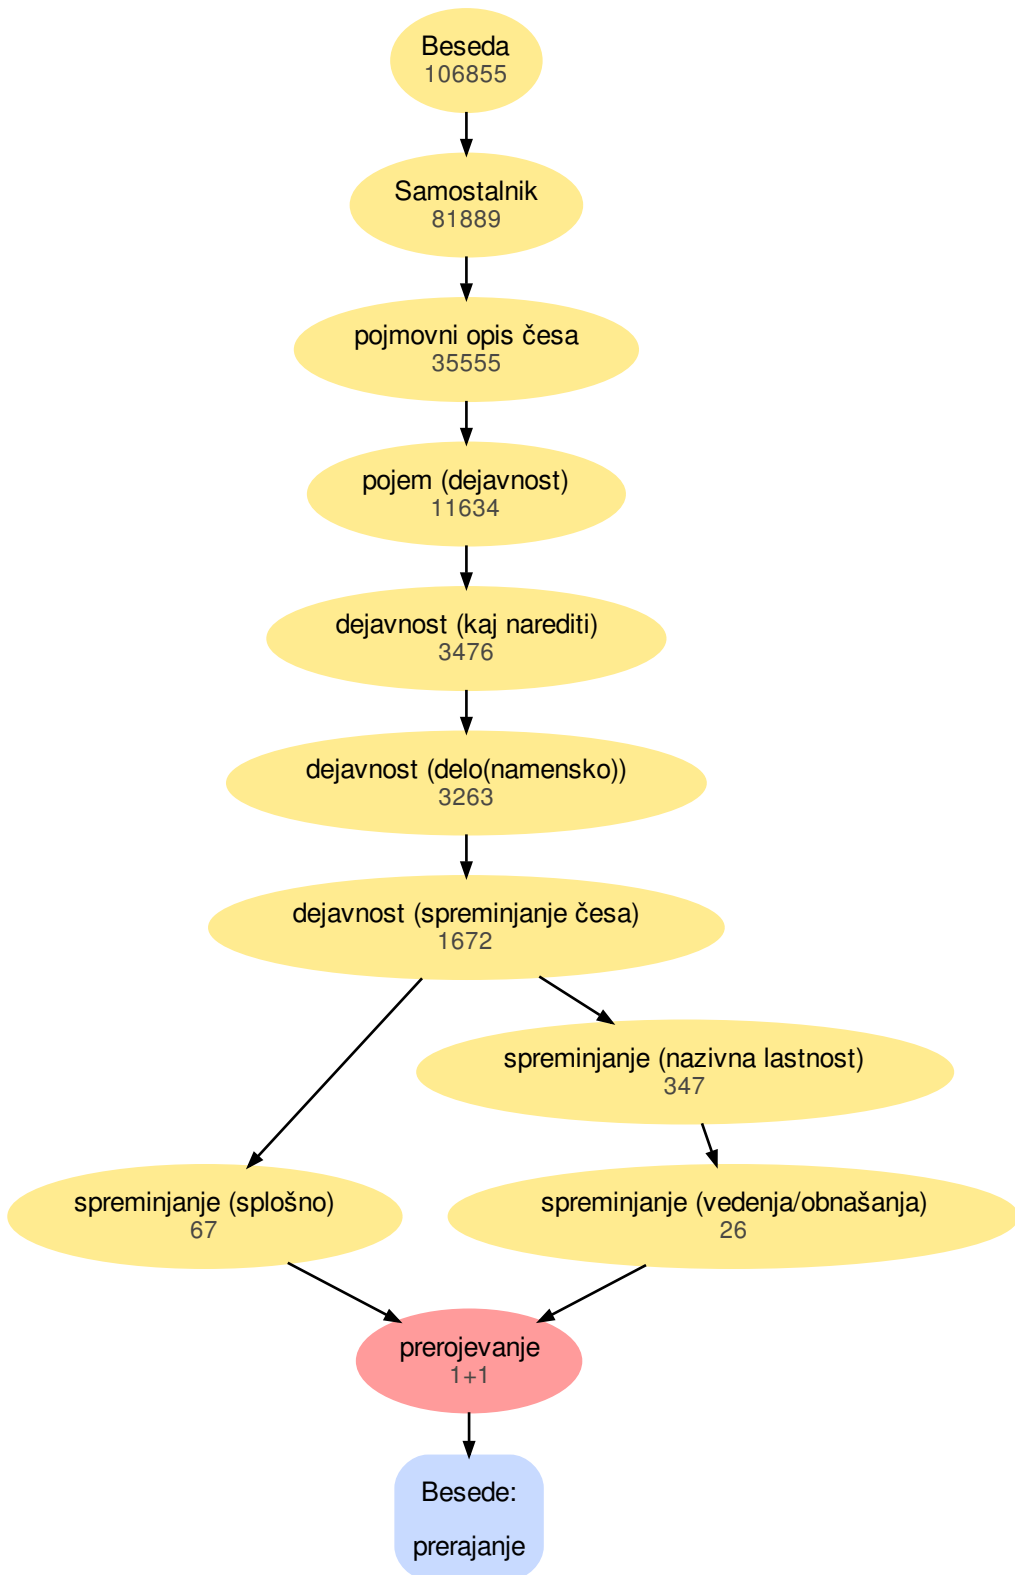 Beseda
106855
Samostalnik
81889
pojmovni opis česa
35555
pojem (dejavnost)
11634
dejavnost (kaj narediti)
3476
dejavnost (delo(namensko))
3263
dejavnost (spreminjanje česa)
1672
spreminjanje (nazivna lastnost)
347
spreminjanje (splošno)
67
spreminjanje (vedenja/obnašanja)
26
prerojevanje
1+1
Besede:
prerajanje